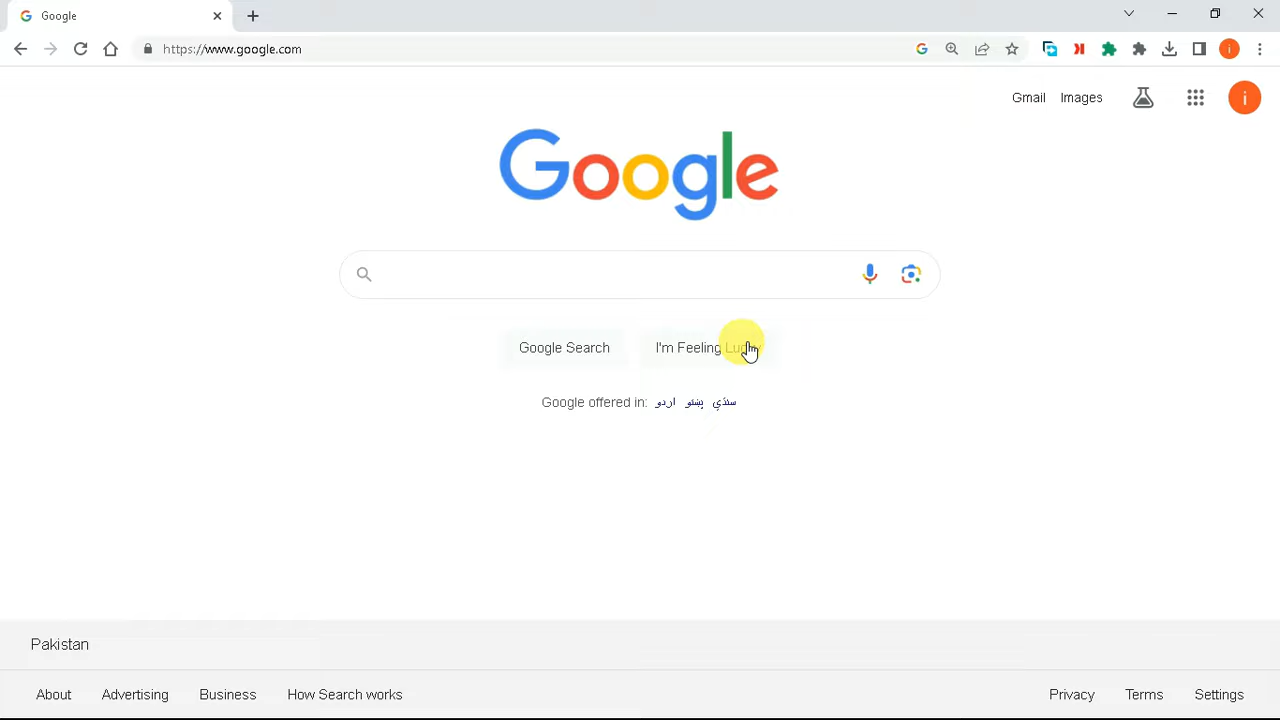 Google
https://www.google.com
Gmail Images
i
i
Google
Google Search I'm Feeling Lucky
Google offered in: اردو پښتو سنڌي
Pakistan
About Advertising Business How Search works Privacy Terms Settings